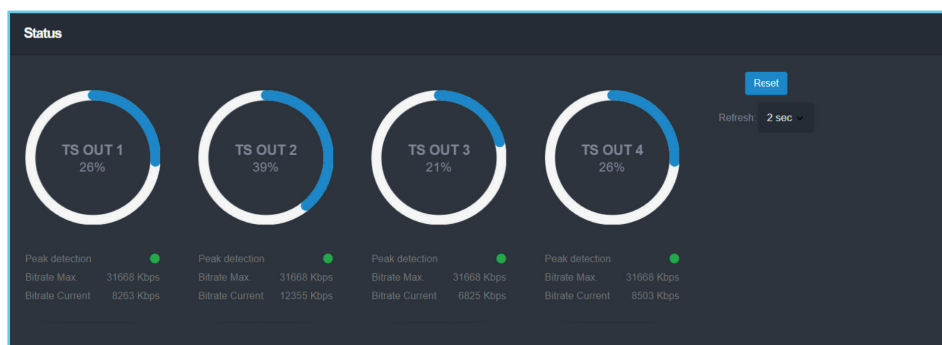 Status
Reset
Refresh: 2 sec
TS OUT 1
26%
Peak detection
Bitrate Max. 31668 Kbps
Bitrate Current 8263 Kbps
TS OUT 2
39%
Peak detection
Bitrate Max. 31668 Kbps
Bitrate Current 12355 Kbps
TS OUT 3
21%
Peak detection
Bitrate Max. 31668 Kbps
Bitrate Current 6825 Kbps
TS OUT 4
26%
Peak detection
Bitrate Max. 31668 Kbps
Bitrate Current 8503 Kbps